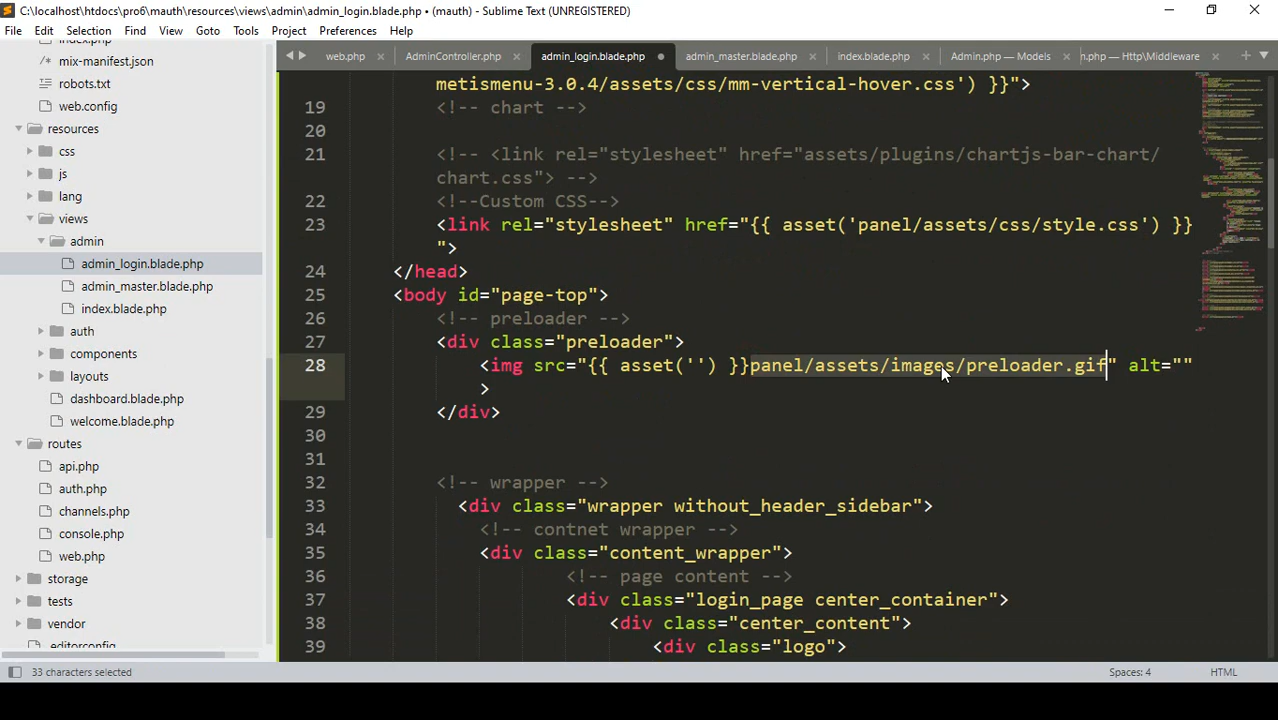 C:\localhost\htdocs\pro6\mauth\resources\views\admin\admin_login.blade.php • (mauth) - Sublime Text (UNREGISTERED)
File Edit Selection Find View Goto Tools Project Preferences Help
web.php AdminController.php admin_login.blade.php admin_master.blade.php index.blade.php Admin.php — Models n.php — Http\Middleware
index.php
mix-manifest.json
robots.txt
web.config
resources
css
js
lang
views
admin
admin_login.blade.php
admin_master.blade.php
index.blade.php
auth
components
layouts
dashboard.blade.php
welcome.blade.php
routes
api.php
auth.php
channels.php
console.php
web.php
storage
tests
vendor
.editorconfig
metismenu-3.0.4/assets/css/mm-vertical-hover.css') }}">
19 <!-- chart -->
20
21 <!-- <link rel="stylesheet" href="assets/plugins/chartjs-bar-chart/
chart.css"> -->
22 <!--Custom CSS-->
23 <link rel="stylesheet" href="{{ asset('panel/assets/css/style.css') }}
">
24 </head>
25 <body id="page-top">
26 <!-- preloader -->
27 <div class="preloader">
28 <img src="{{ asset('') }}panel/assets/images/preloader.gif" alt=""
>
29 </div>
30
31
32 <!-- wrapper -->
33 <div class="wrapper without_header_sidebar">
34 <!-- contnet wrapper -->
35 <div class="content_wrapper">
36 <!-- page content -->
37 <div class="login_page center_container">
38 <div class="center_content">
39 <div class="logo">
33 characters selected Spaces: 4 HTML